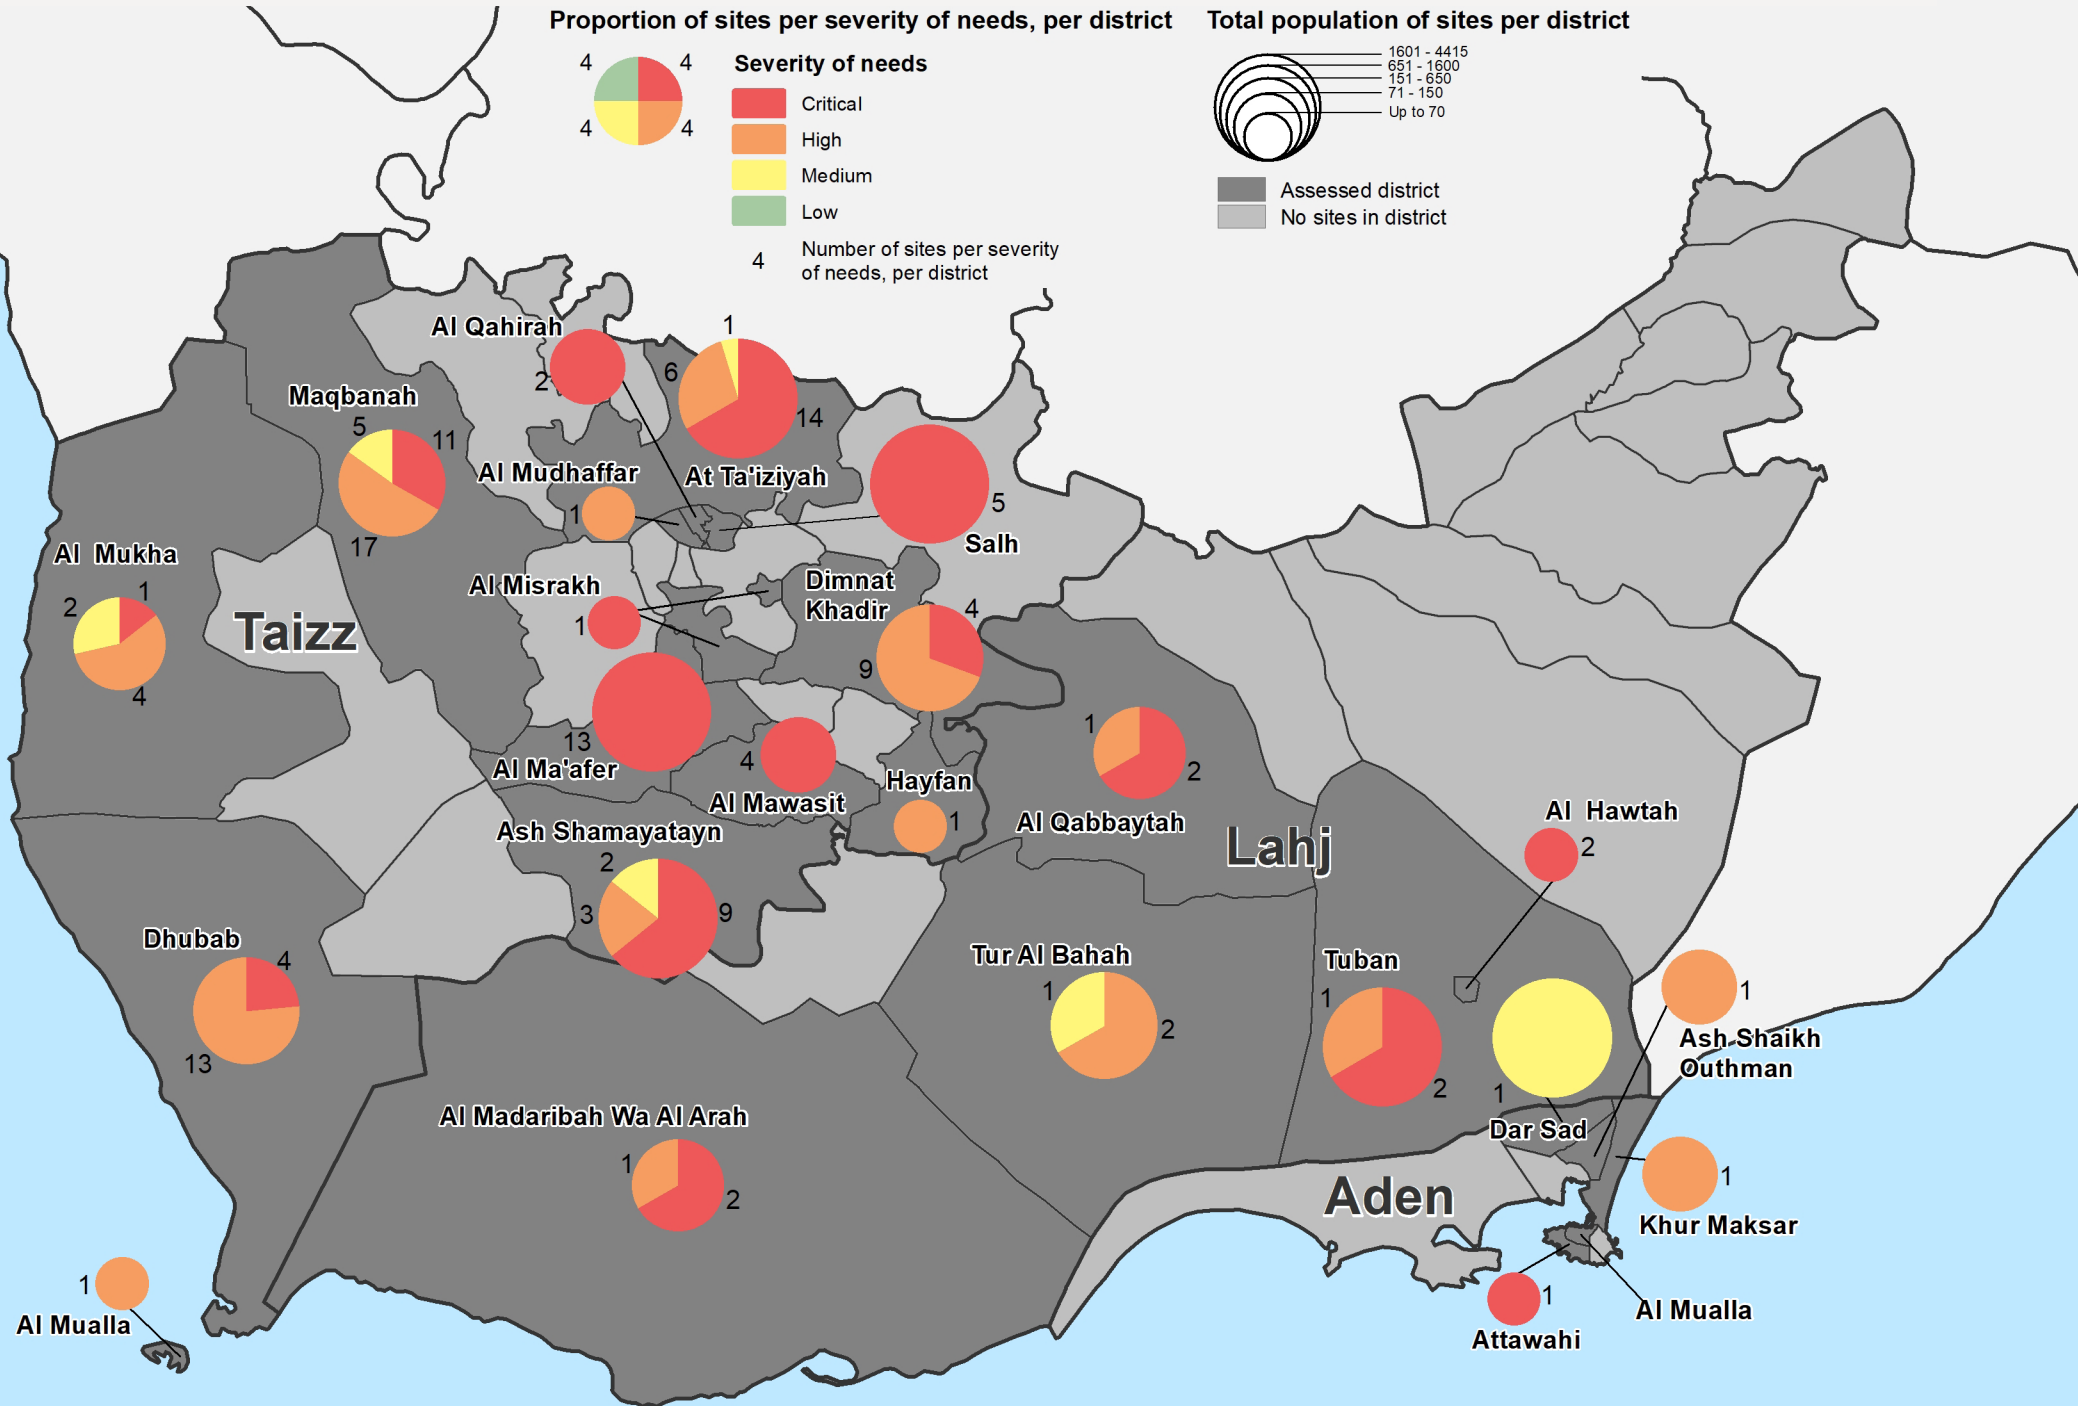 Proportion of sites per severity of needs, per district
4
4
4
4
Severity of needs
Critical
High
Medium
Low
4
Number of sites per severity
of needs, per district
Total population of sites per district
1601 - 4415
651 - 1600
151 - 650
71 - 150
Up to 70
Assessed district
No sites in district
Al Qahirah
2
1
6
14
At Ta'iziyah
Maqbanah
5
11
17
Al Mudhaffar
1
5
Salh
Al Mukha
2
1
4
Taizz
Al Misrakh
1
Dimnat
Khadir
4
9
13
Al Ma'afer
4
Al Mawasit
Hayfan
1
1
2
Al Qabbaytah
Lahj
Al Hawtah
2
Ash Shamayatayn
2
3
9
Dhubab
4
13
Tur Al Bahah
1
2
Tuban
1
2
1
Dar Sad
1
Ash Shaikh
Outhman
Al Madaribah Wa Al Arah
1
2
Aden
1
Khur Maksar
1
Al Mualla
1
Attawahi
Al Mualla